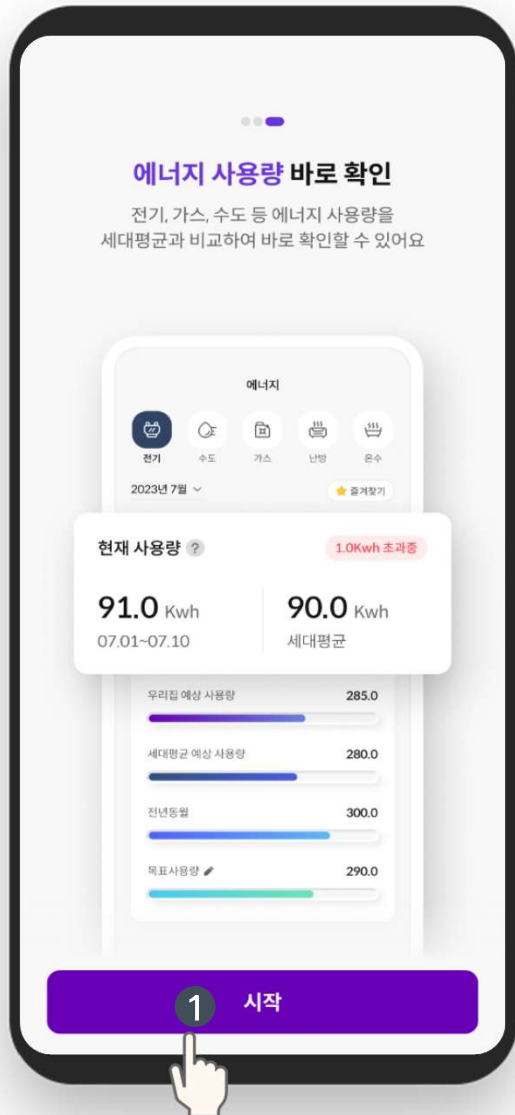 에너지 사용량 바로 확인
전기, 가스, 수도 등 에너지 사용량을
세대평균과 비교하여 바로 확인할 수 있어요
에너지
전기 수도 가스 난방 온수
2023년 7월
즐겨찾기
현재 사용량 ?
1.0Kwh 초과중
91.0 Kwh
07.01~07.10
90.0 Kwh
세대평균
우리집 예상 사용량 285.0
세대평균 예상 사용량 280.0
전년동월 300.0
목표사용량 290.0
1 시작